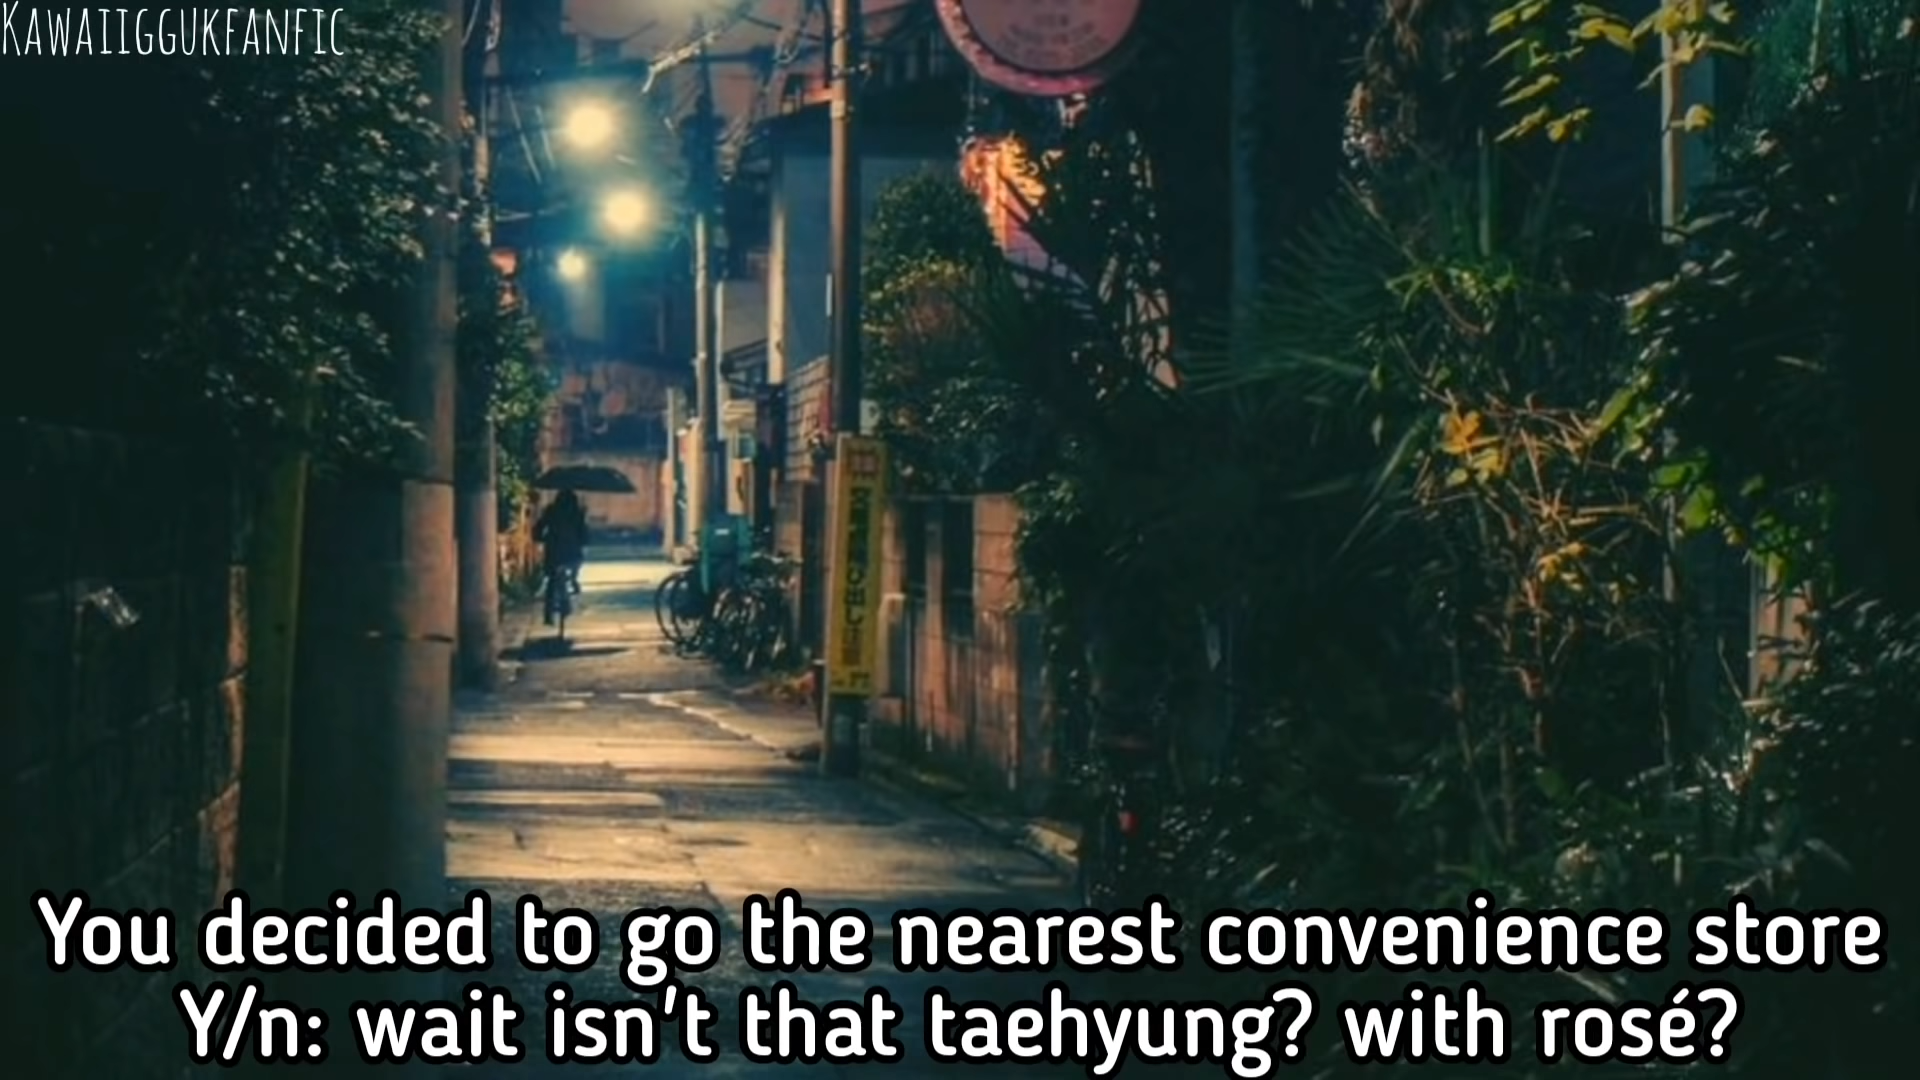 Kawaiiggukfanfic
You decided to go the nearest convenience store
Y/n: wait isn't that taehyung? with rosé?